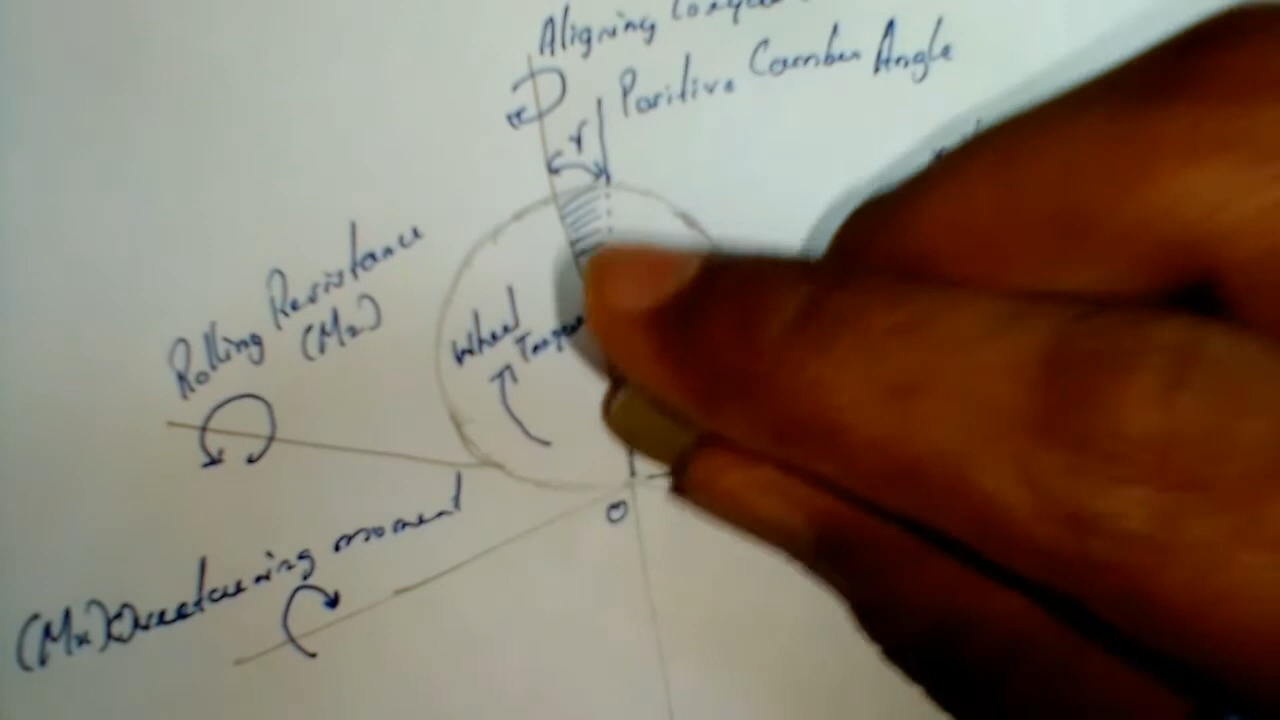 Aligning
γ Positive Camber Angle
Rolling Resistance
(Mz)
Wheel
(Mx) Overturning moment
O